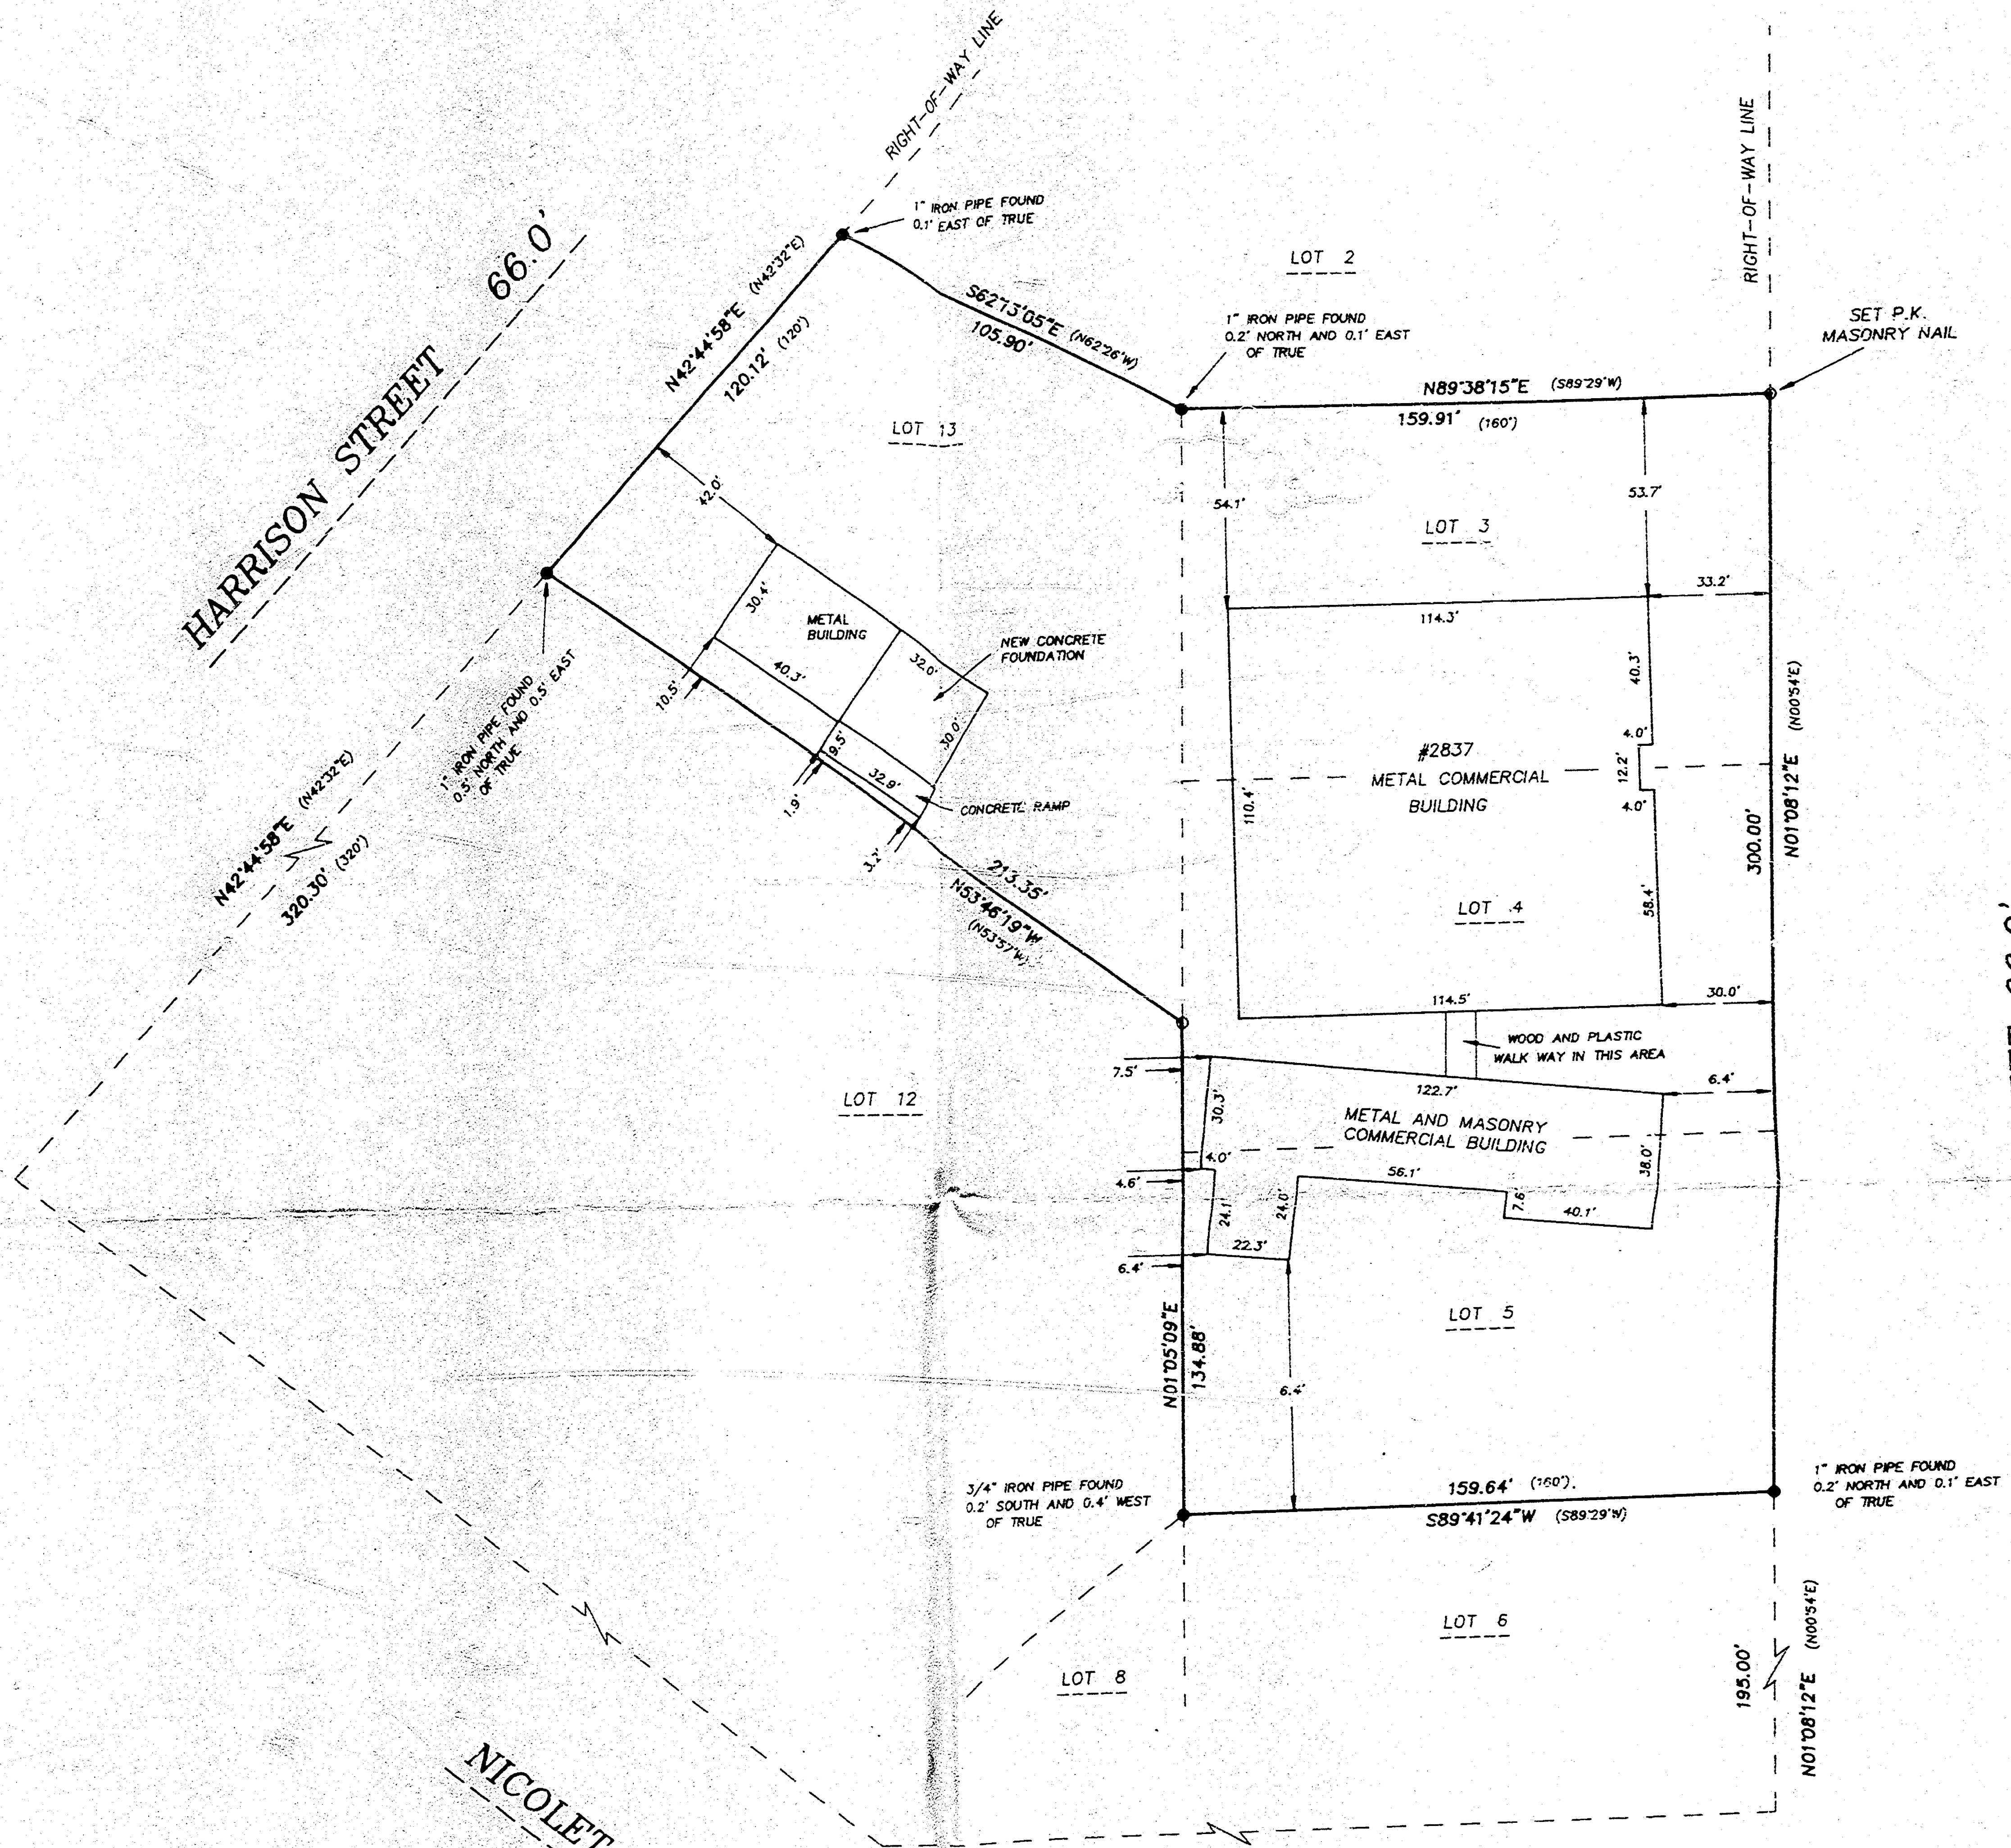 RIGHT-OF-WAY LINE
RIGHT-OF-WAY LINE
1" IRON PIPE FOUND
0.1' EAST OF TRUE
HARRISON STREET 66.0'
N42°44'58"E (N42°32'E)
120.12' (120')
S62°13'05"E (N62°26'W)
105.90'
LOT 2
1" IRON PIPE FOUND
0.2' NORTH AND 0.1' EAST
OF TRUE
SET P.K.
MASONRY NAIL
N89°38'15"E (S89°29'W)
159.91' (160')
LOT 13
42.0'
54.1'
53.7'
LOT 3
33.2'
114.3'
30.4'
METAL
BUILDING
NEW CONCRETE
FOUNDATION
32.0'
40.3'
10.5'
30.0'
9.5'
32.9'
1.9'
CONCRETE RAMP
3.2'
1" IRON PIPE FOUND
0.5' NORTH AND 0.5' EAST
OF TRUE
N42°44'58"E (N42°32'E)
320.30' (320')
213.35'
N53°46'19"W
(N53°57'W)
40.3'
4.0'
12.2'
4.0'
#2837
METAL COMMERCIAL
BUILDING
110.4'
58.4'
300.00'
N01°08'12"E (N00°54'E)
LOT 4
114.5'
30.0'
WOOD AND PLASTIC
WALK WAY IN THIS AREA
7.5'
122.7'
6.4'
LOT 12
30.3'
METAL AND MASONRY
COMMERCIAL BUILDING
4.0'
4.6'
56.1'
38.0'
7.6'
40.1'
24.1'
24.0'
22.3'
6.4'
N01°05'09"E
134.88'
LOT 5
6.4'
3/4" IRON PIPE FOUND
0.2' SOUTH AND 0.4' WEST
OF TRUE
159.64' (160').
S89°41'24"W (S89°29'W)
1" IRON PIPE FOUND
0.2' NORTH AND 0.1' EAST
OF TRUE
LOT 6
LOT 8
195.00'
N01°08'12"E (N00°54'E)
NICOLET